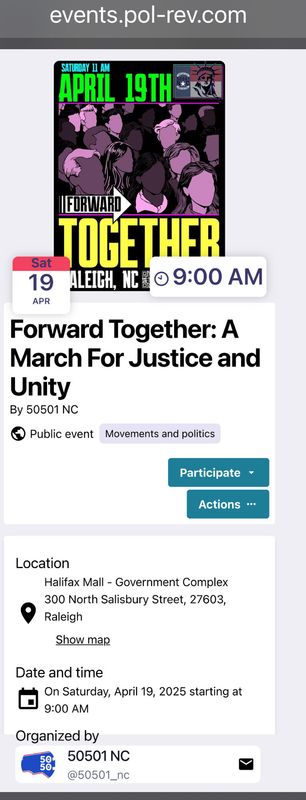 events.pol-rev.com
SATURDAY 11 AM
APRIL 19TH
FORWARD
TOGETHER
RALEIGH, NC
Sat
19
APR
9:00 AM
Forward Together: A
March For Justice and
Unity
By 50501 NC
Public event
Movements and politics
Participate
Actions
Location
Halifax Mall - Government Complex
300 North Salisbury Street, 27603,
Raleigh
Show map
Date and time
On Saturday, April 19, 2025 starting at
9:00 AM
Organized by
50
50.
50501 NC
@50501_nc